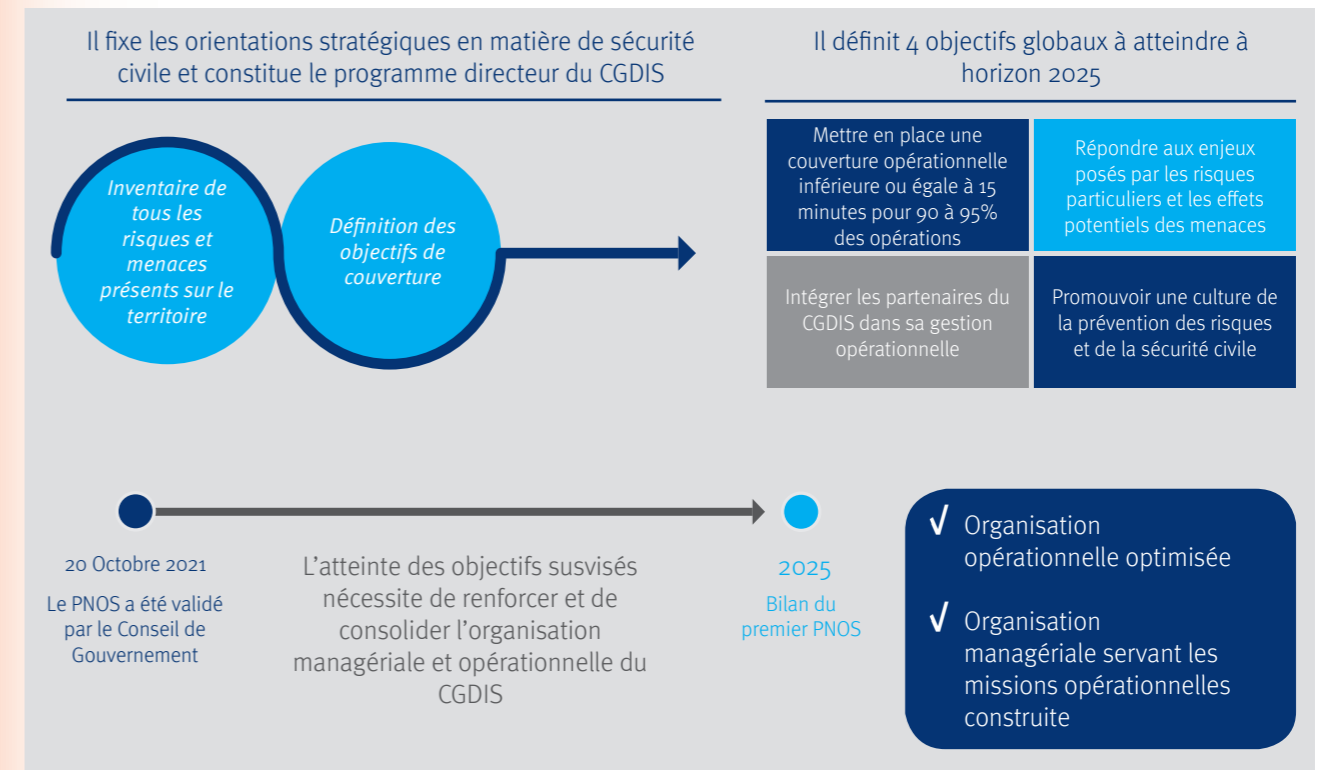 Il fixe les orientations stratégiques en matière de sécurité
civile et constitue le programme directeur du CGDIS
Inventaire de
tous les
risques et
menaces
présents sur le
territoire
Définition des
objectifs de
couverture
Il définit 4 objectifs globaux à atteindre à
horizon 2025
Mettre en place une
couverture opérationnelle
inférieure ou égale à 15
minutes pour 90 à 95%
des opérations
Répondre aux enjeux
posés par les risques
particuliers et les effets
potentiels des menaces
Intégrer les partenaires du
CGDIS dans sa gestion
opérationnelle
Promouvoir une culture de
la prévention des risques
et de la sécurité civile
20 Octobre 2021
Le PNOS a été validé
par le Conseil de
Gouvernement
L'atteinte des objectifs susvisés
nécessite de renforcer et de
consolider l'organisation
managériale et opérationnelle du
CGDIS
2025
Bilan du
premier PNOS
√ Organisation
opérationnelle optimisée
√ Organisation
managériale servant les
missions opérationnelles
construite